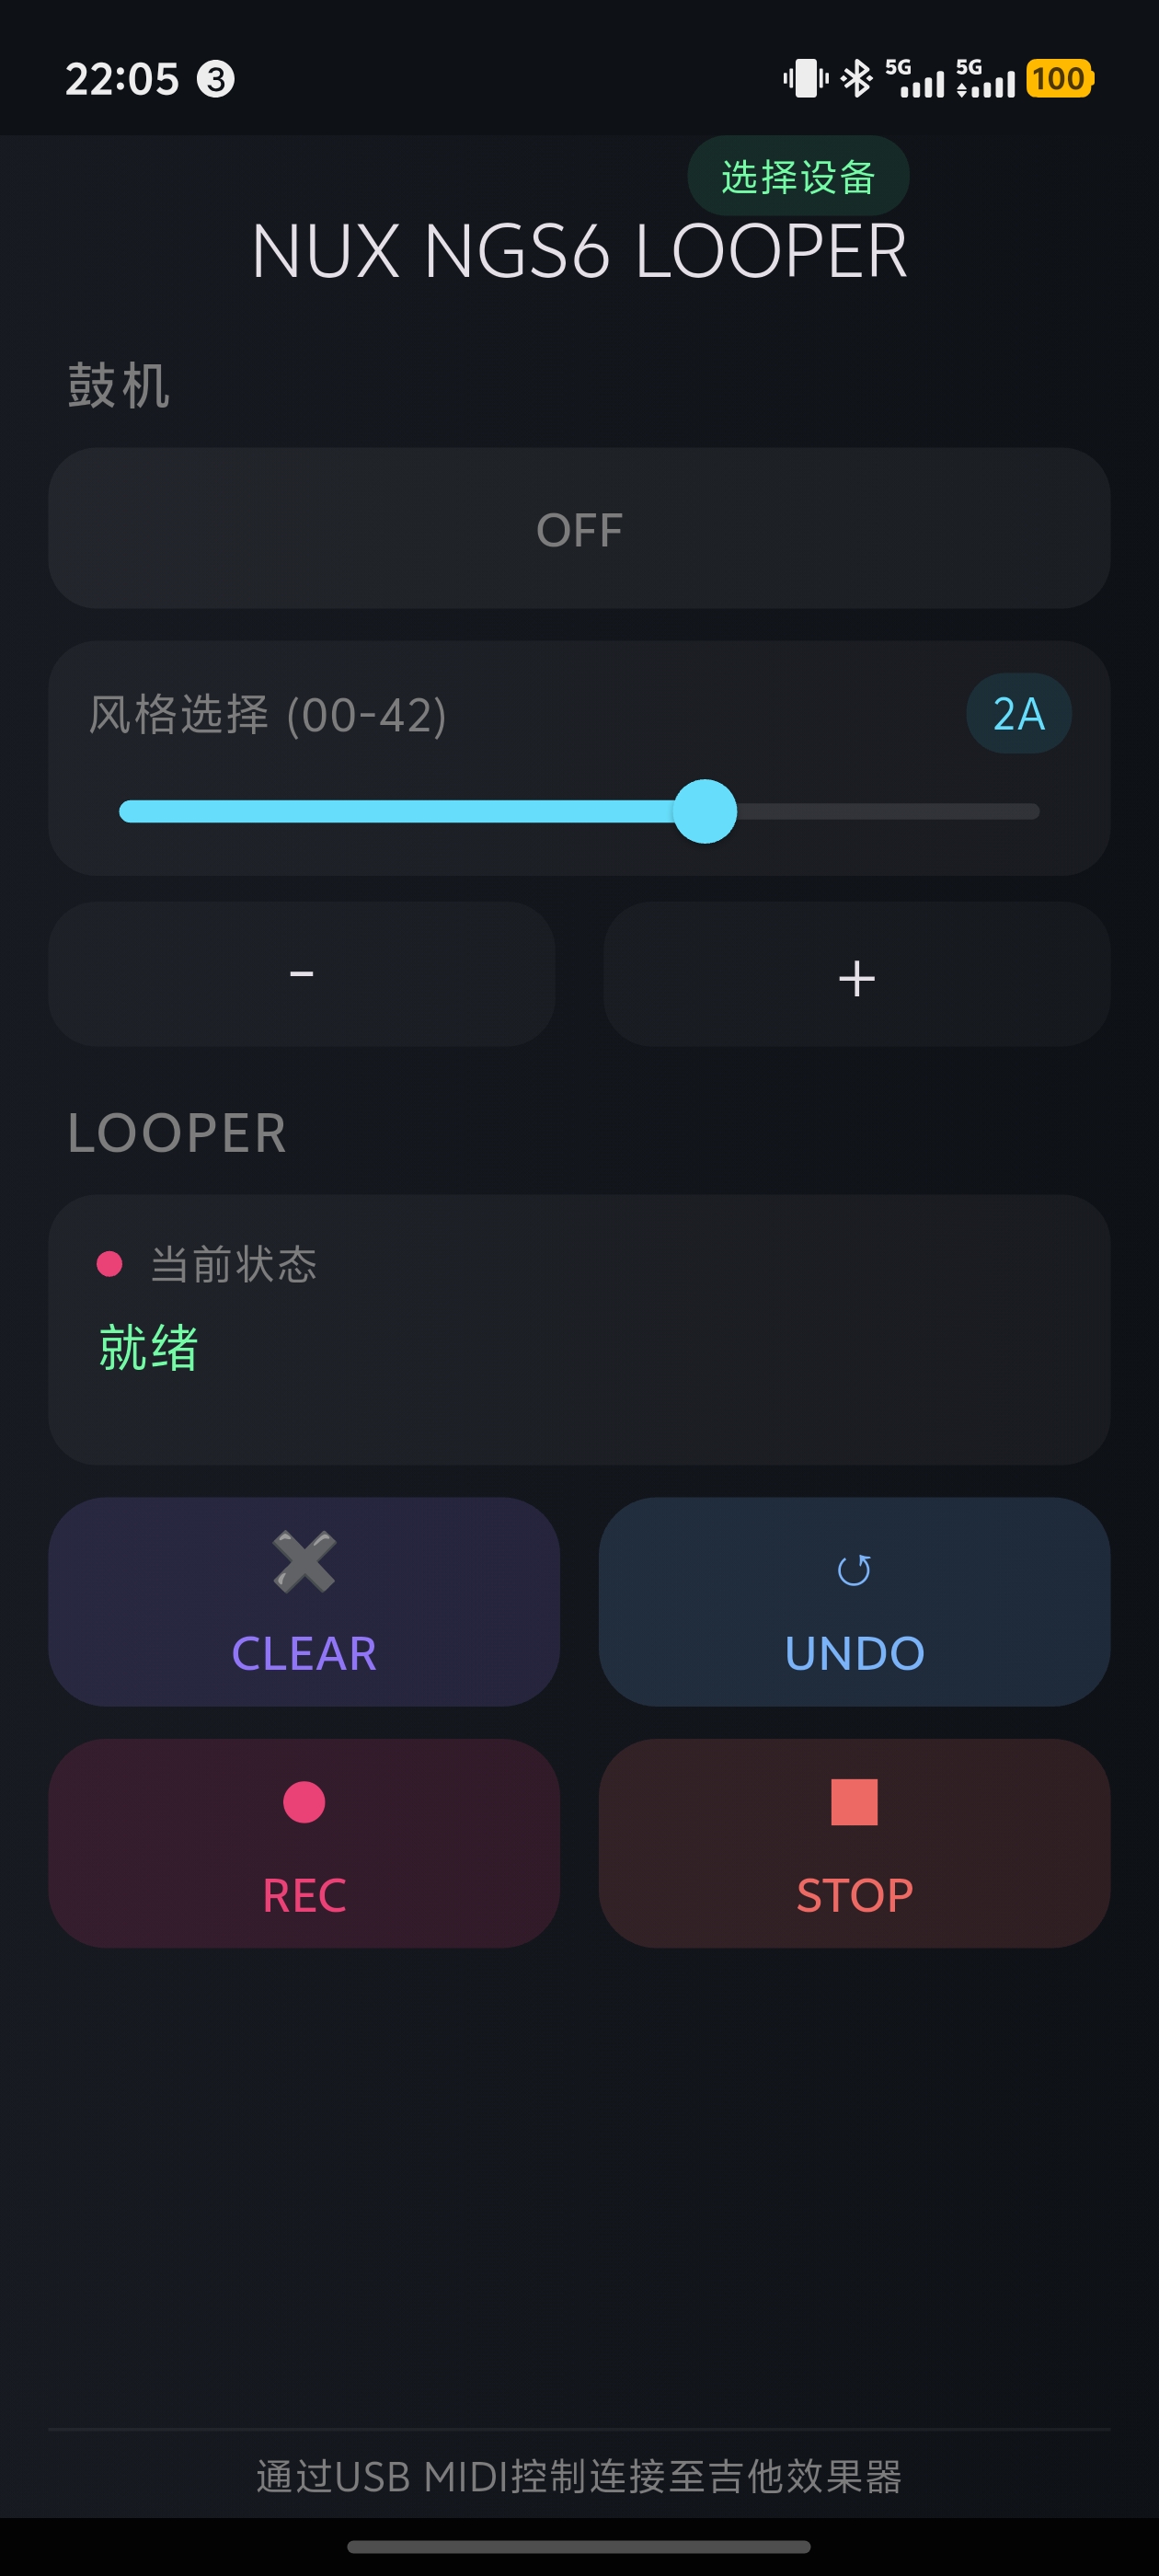 22:05 3 5G 5G 100
选择设备
NUX NGS6 LOOPER
鼓机
OFF
风格选择 (00-42) 2A
- +
LOOPER
当前状态
就绪
CLEAR UNDO
REC STOP
通过USB MIDI控制连接至吉他效果器